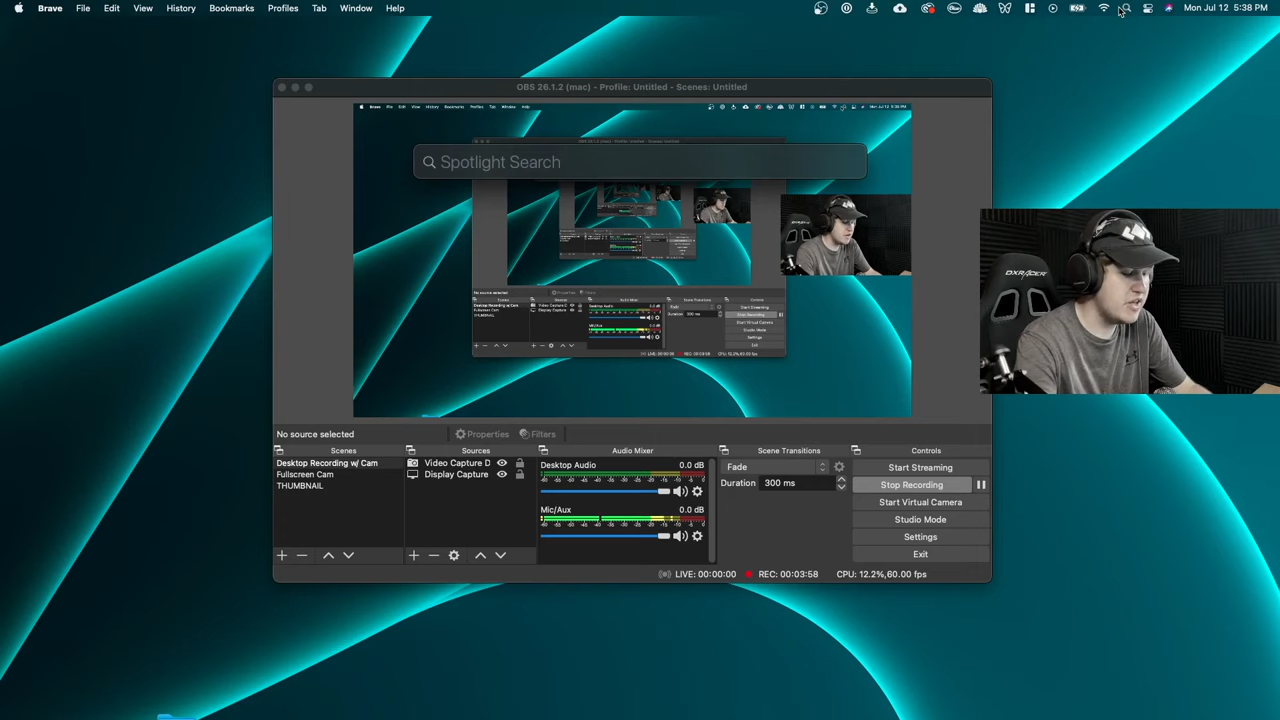 Brave File Edit View History Bookmarks Profiles Tab Window Help Mon Jul 12 5:38 PM
OBS 26.1.2 (mac) - Profile: Untitled - Scenes: Untitled
Spotlight Search
DXRACER
No source selected Properties Filters
Scenes Sources Audio Mixer Scene Transitions Controls
Desktop Recording w/ Cam
Fullscreen Cam
THUMBNAIL
Video Capture D
Display Capture
Desktop Audio 0.0 dB
Mic/Aux 0.0 dB
Fade
Duration 300 ms
Start Streaming
Stop Recording
Start Virtual Camera
Studio Mode
Settings
Exit
LIVE: 00:00:00 REC: 00:03:58 CPU: 12.2%,60.00 fps